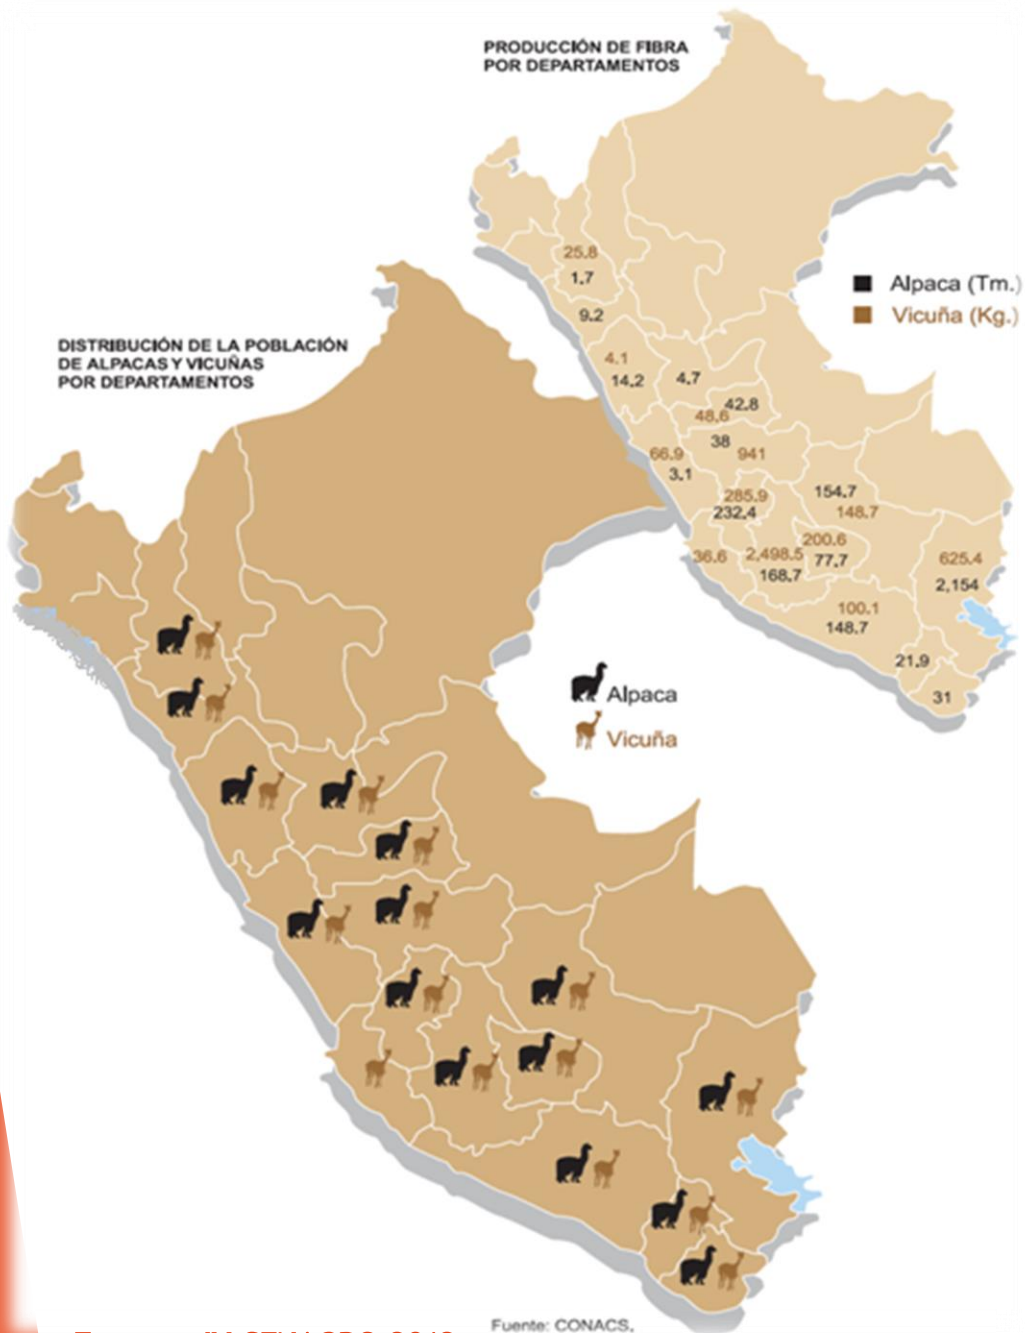 PRODUCCIÓN DE FIBRA
POR DEPARTAMENTOS
25.8
1.7
Alpaca (Tm.)
9.2
Vicuña (Kg.)
DISTRIBUCIÓN DE LA POBLACIÓN
DE ALPACAS Y VICUÑAS
POR DEPARTAMENTOS
4.1
14.2
4.7
42.8
48.6
38
941
66.9
3.1
285.9
232.4
154.7
148.7
36.6
2,498.5
168.7
200.6
77.7
625.4
2,154
100.1
148.7
21.9
31
Alpaca
Vicuña
Fuente: CONACS.